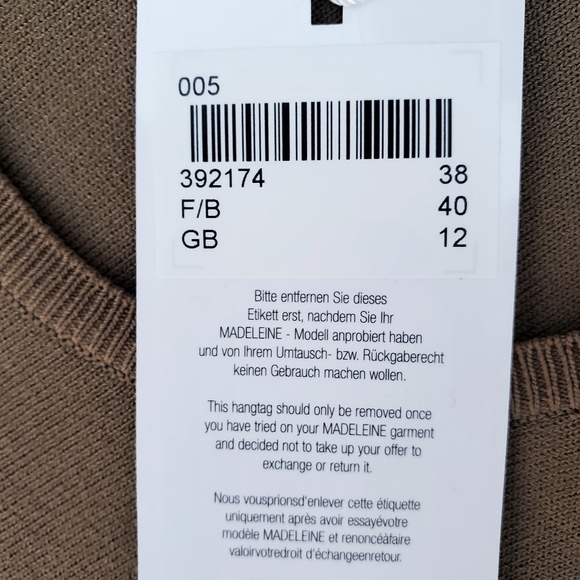 005
392174 38
F/B 40
GB 12
Bitte entfernen Sie dieses
Etikett erst, nachdem Sie Ihr
MADELEINE - Modell anprobiert haben
und von Ihrem Umtausch- bzw. Rückgaberecht
keinen Gebrauch machen wollen.
This hangtag should only be removed once
you have tried on your MADELEINE garment
and decided not to take up your offer to
exchange or return it.
Nous vousprionsd'enlever cette étiquette
uniquement après avoir essayévotre
modèle MADELEINE et renoncéàfaire
valoirvotredroit d'échangeenretour.